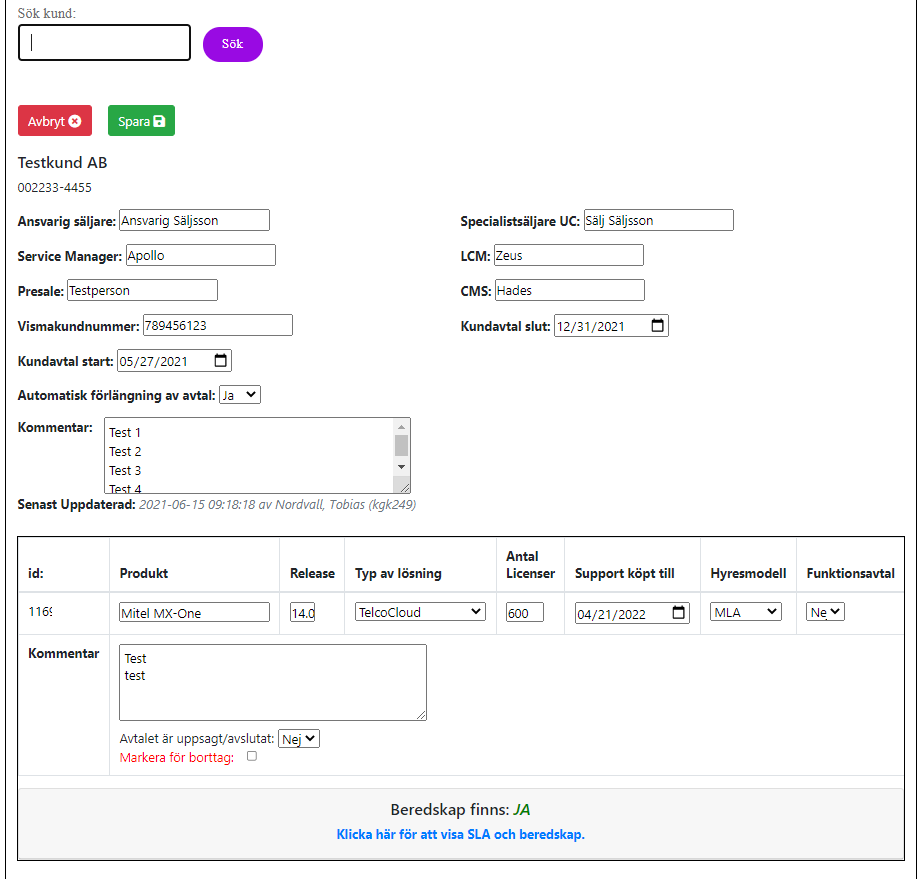 Sök kund:
Sök
Avbryt Spara
Testkund AB
002233-4455
Ansvarig säljare: Ansvarig Säljsson Specialistsäljare UC: Sälj Säljsson
Service Manager: Apollo LCM: Zeus
Presale: Testperson CMS: Hades
Vismakundnummer: 789456123 Kundavtal slut: 12/31/2021
Kundavtal start: 05/27/2021
Automatisk förlängning av avtal: Ja
Kommentar: Test 1
Test 2
Test 3
Test 4
Senast Uppdaterad: 2021-06-15 09:18:18 av Nordvall, Tobias (kgk249)
id: Produkt Release Typ av lösning Antal Licenser Support köpt till Hyresmodell Funktionsavtal
1169 Mitel MX-One 14.0 TelcoCloud 600 04/21/2022 MLA Ne
Kommentar Test
test
Avtalet är uppsagt/avslutat: Nej
Markera för borttag:
Beredskap finns: JA
Klicka här för att visa SLA och beredskap.